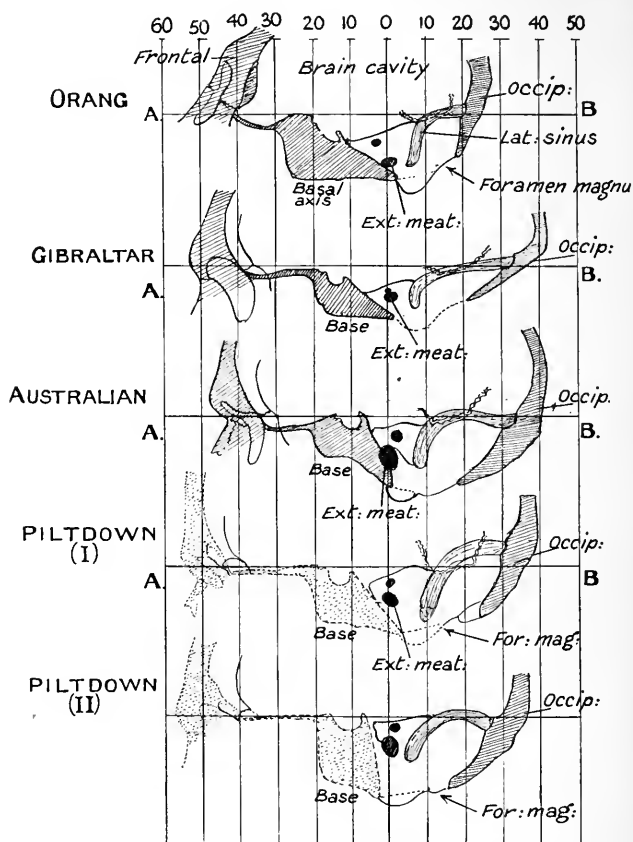 60 50 40 30 20 10 0 10 20 30 40 50
Frontal
Brain cavity
ORANG
A.
B
Occip:
Lat: sinus
Basal
axis
Foramen magnu
Ext: meat:
GIBRALTAR
A.
B.
Occip:
Base
Ext: meat:
AUSTRALIAN
A.
B.
Occip.
Base
Ext: meat:
PILTDOWN
(I)
A.
B
Occip:
Base
For: mag:
Ext: meat:
PILTDOWN
(II)
Occip:
Base
For: mag: